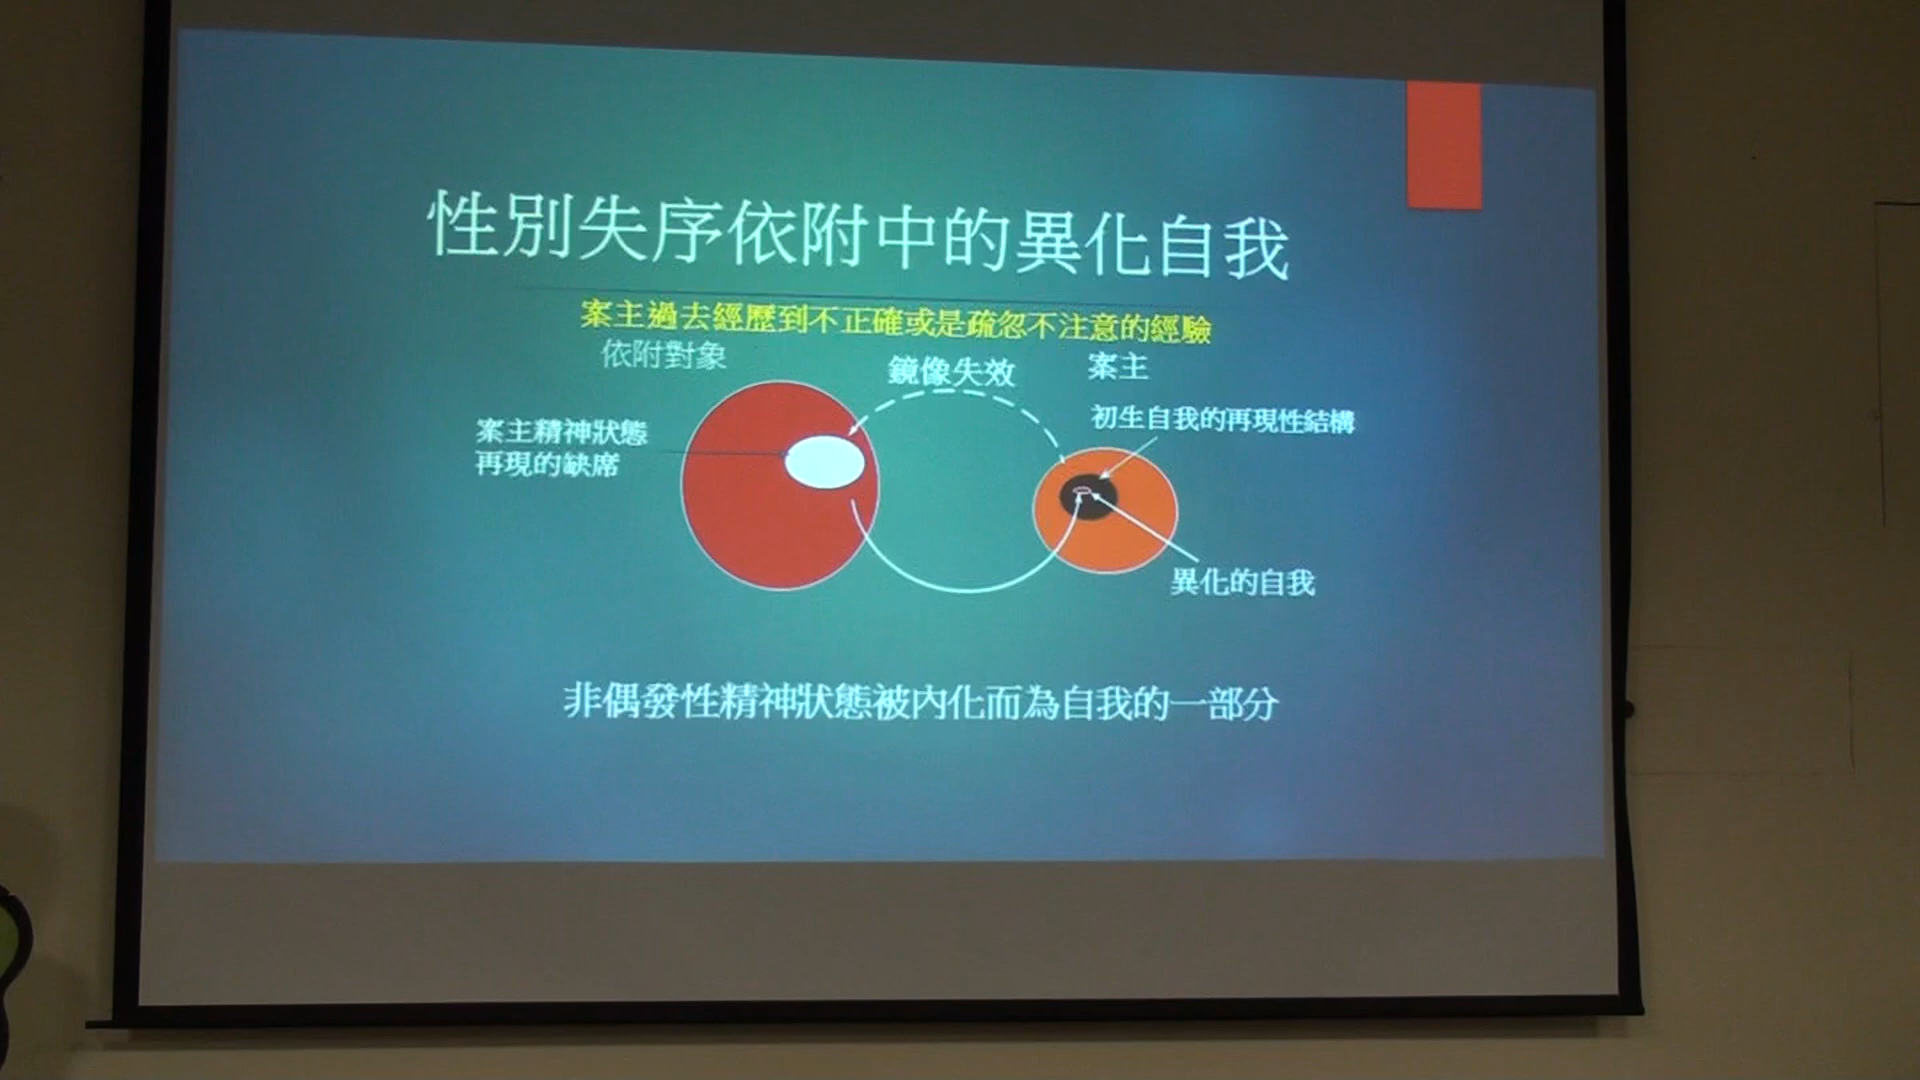 性別失序依附中的異化自我
案主過去經歷到不正確或是疏忽不注意的經驗
依附對象
鏡像失效
案主
案主精神狀態
再現的缺席
初生自我的再現性結構
異化的自我
非偶發性精神狀態被內化而為自我的一部分